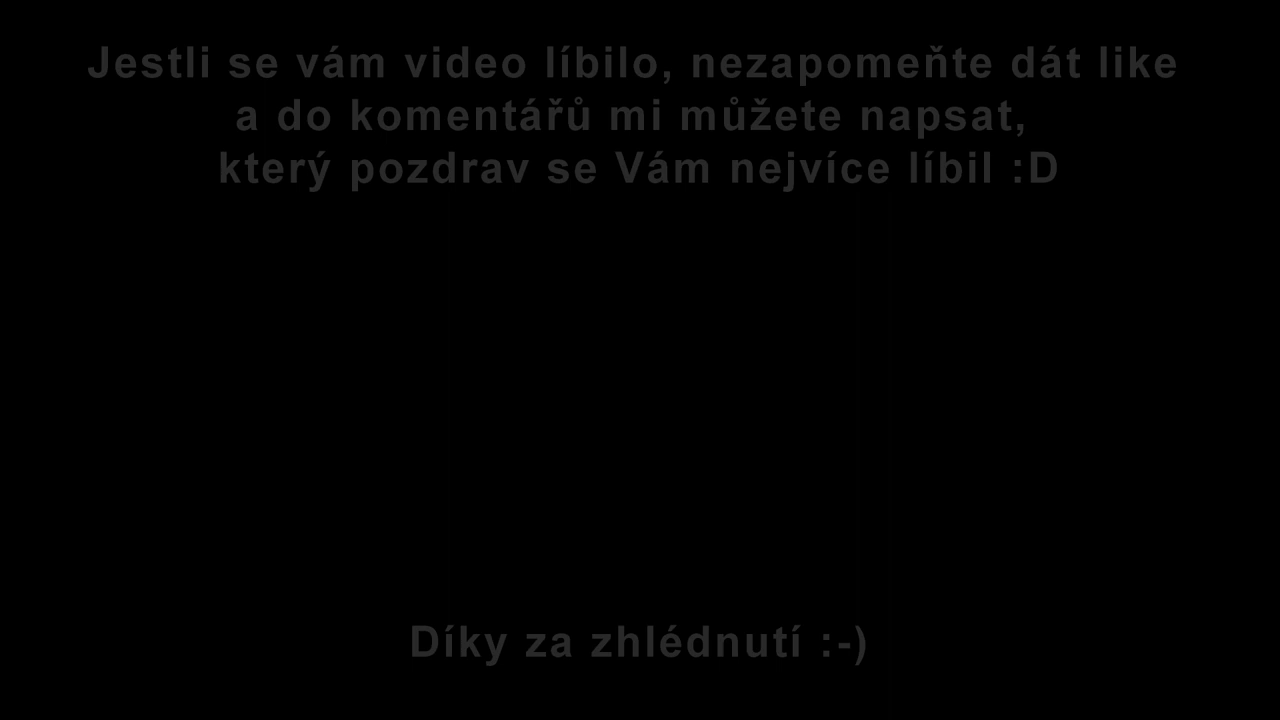 Jestli se vám video líbilo, nezapomeňte dát like
a do komentářů mi můžete napsat,
který pozdrav se Vám nejvíce líbil :D
Díky za zhlédnutí :-)